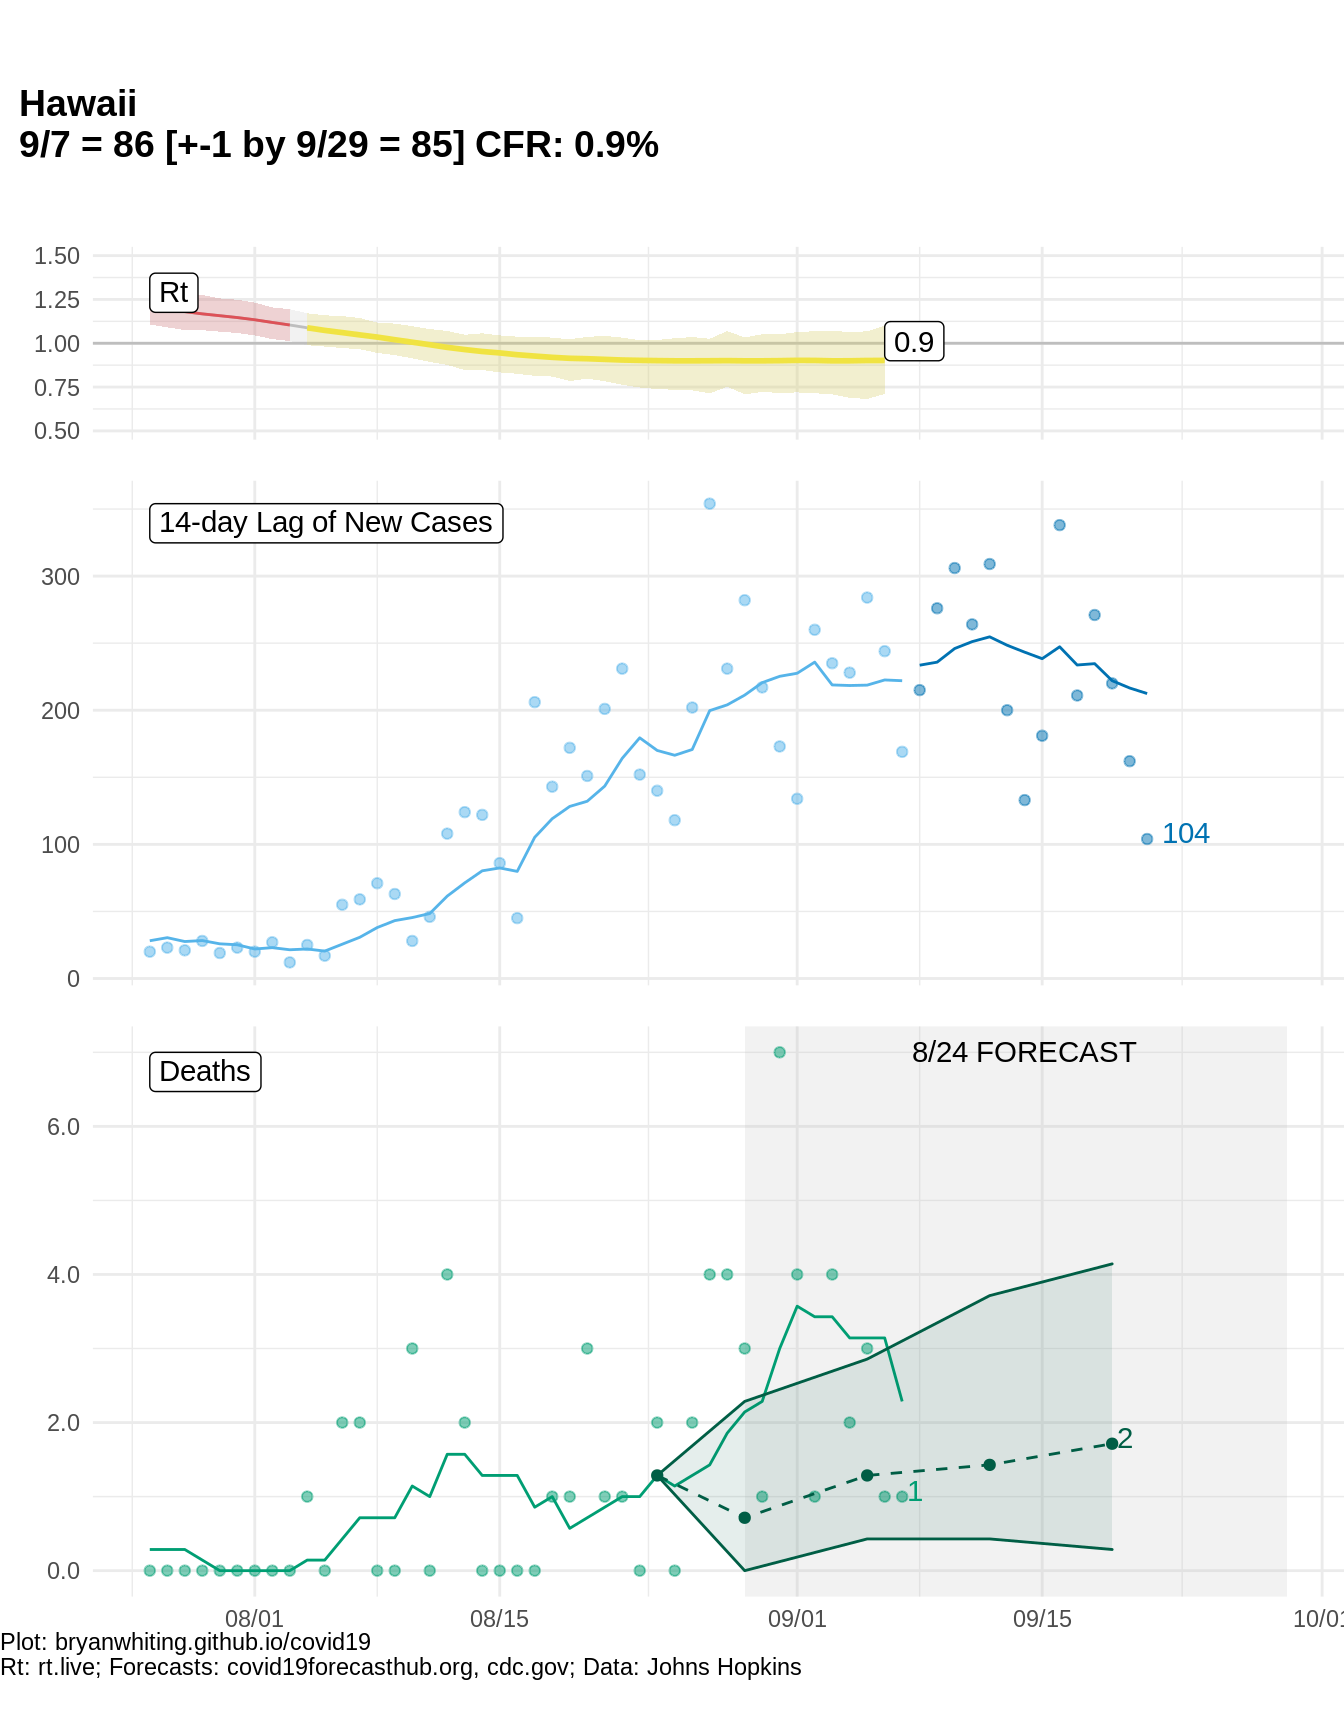 Hawaii
9/7 = 86 [+-1 by 9/29 = 85] CFR: 0.9%
1.50
1.25
1.00
0.75
0.50
Rt
0.9
14-day Lag of New Cases
300
200
100
0
104
Deaths
8/24 FORECAST
6.0
4.0
2.0
0.0
2
1
08/01 08/15 09/01 09/15 10/01
Plot: bryanwhiting.github.io/covid19
Rt: rt.live; Forecasts: covid19forecasthub.org, cdc.gov; Data: Johns Hopkins